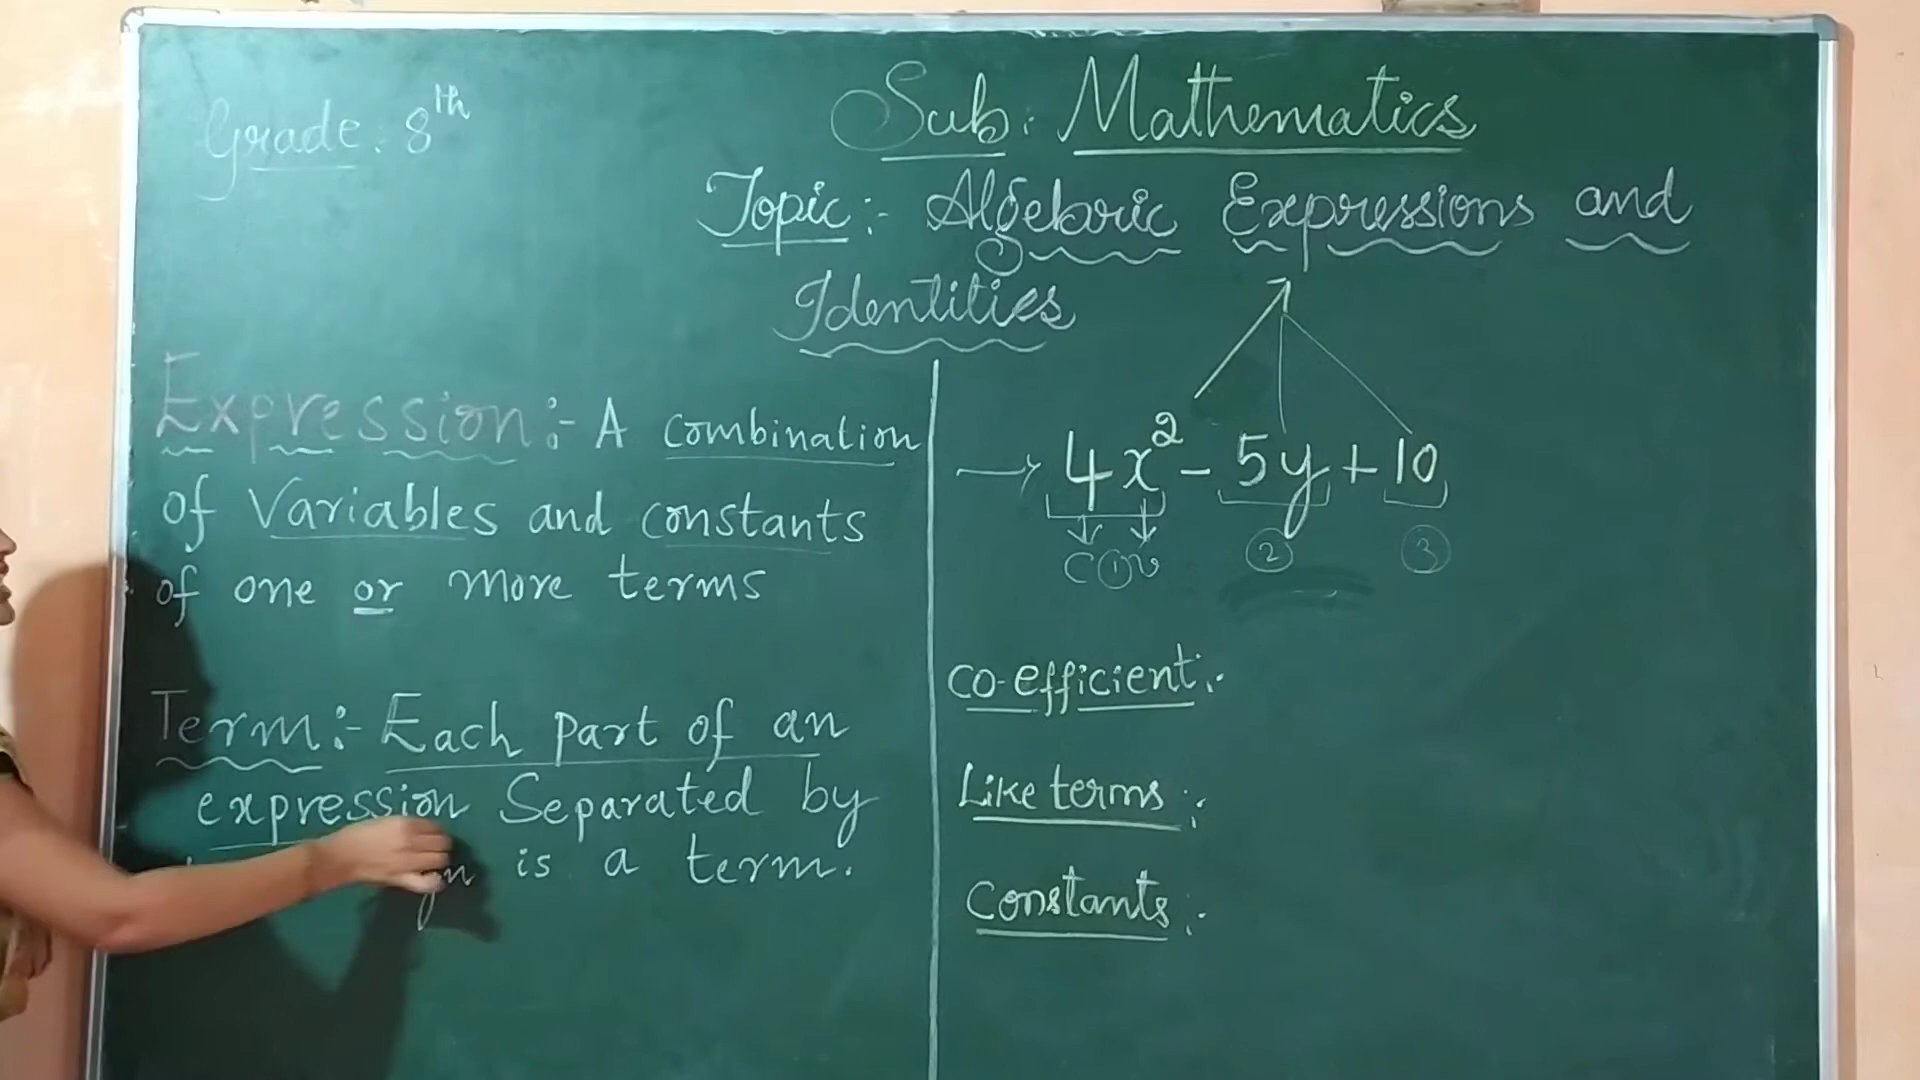 Grade: 8th
Sub: Mathematics
Topic:- Algebric Expressions and
Identities
Expression:- A combination
of Variables and constants
of one or more terms
Term:- Each part of an
expression Separated by
is a term.
→ 4x² - 5y + 10
C ① v ② ③
co-efficient:-
Like terms:-
Constants:-